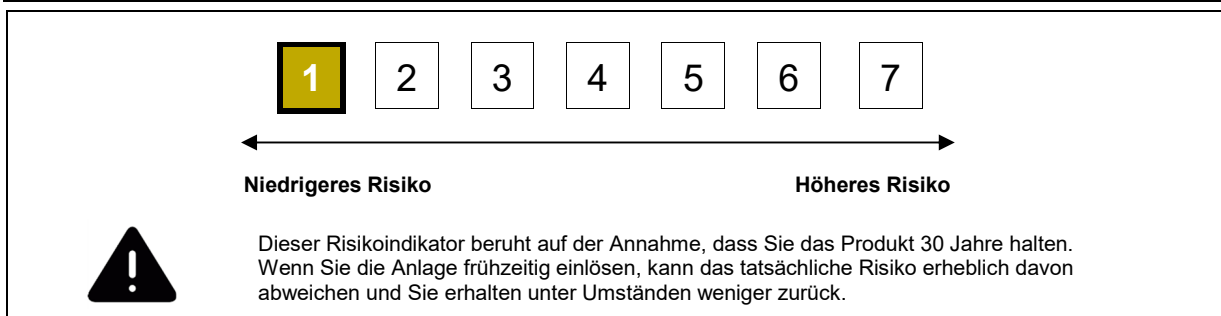 1 2 3 4 5 6 7
Niedrigeres Risiko Höheres Risiko
Dieser Risikoindikator beruht auf der Annahme, dass Sie das Produkt 30 Jahre halten.
Wenn Sie die Anlage frühzeitig einlösen, kann das tatsächliche Risiko erheblich davon
abweichen und Sie erhalten unter Umständen weniger zurück.